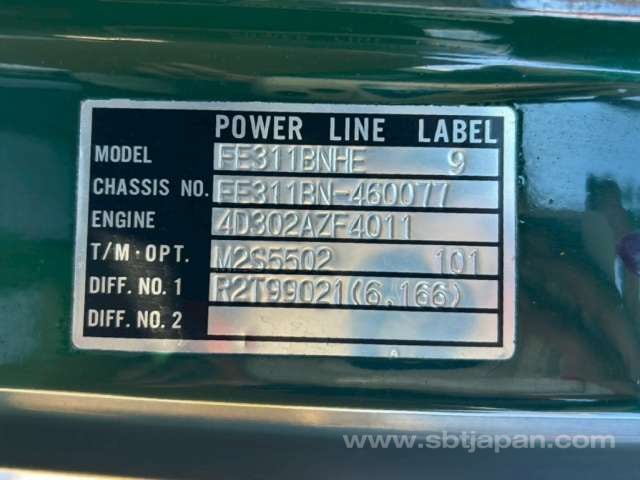 POWER LINE LABEL
MODEL FE311BNHE 9
CHASSIS NO. FE311BN-460077
ENGINE 4D302AZF4011
T/M·OPT. M2S5502 101
DIFF. NO. 1 R2T99021(6,166)
DIFF. NO. 2
A
www.sbtjapan.com